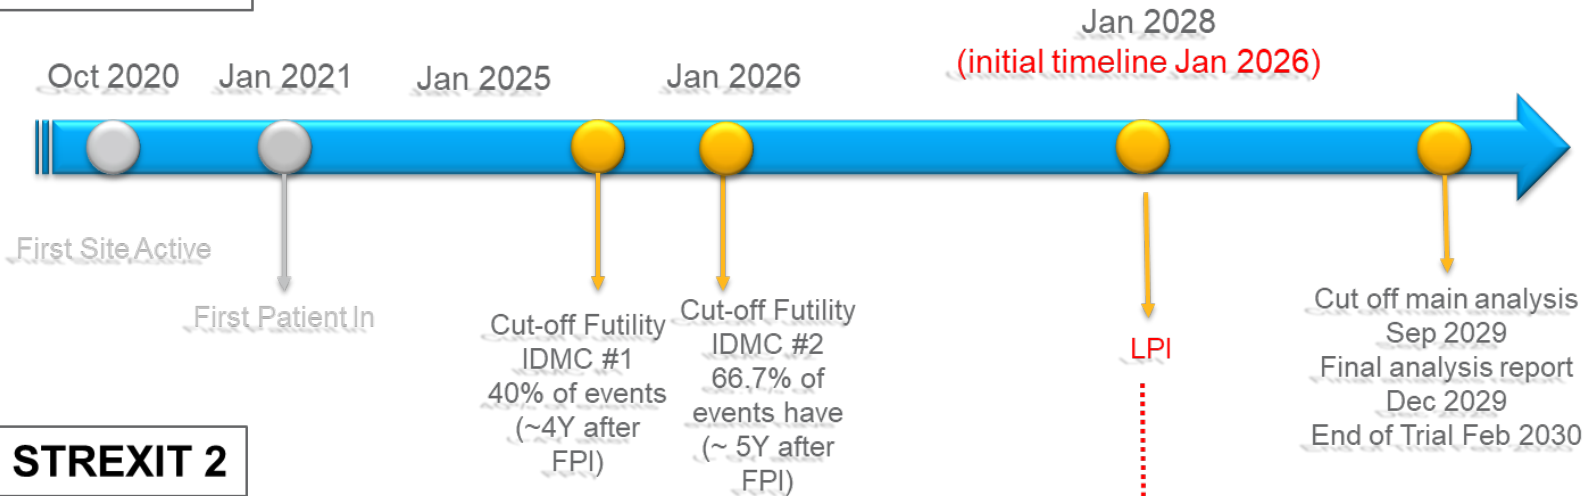 Oct 2020
Jan 2021
Jan 2025
Jan 2026
Jan 2028
(initial timeline Jan 2026)
First Site Active
First Patient In
Cut-off Futility
IDMC #1
40% of events
(~4Y after
FPI)
Cut-off Futility
IDMC #2
66.7% of
events have
(~ 5Y after
FPI)
LPI
Cut off main analysis
Sep 2029
Final analysis report
Dec 2029
End of Trial Feb 2030
STREXIT 2